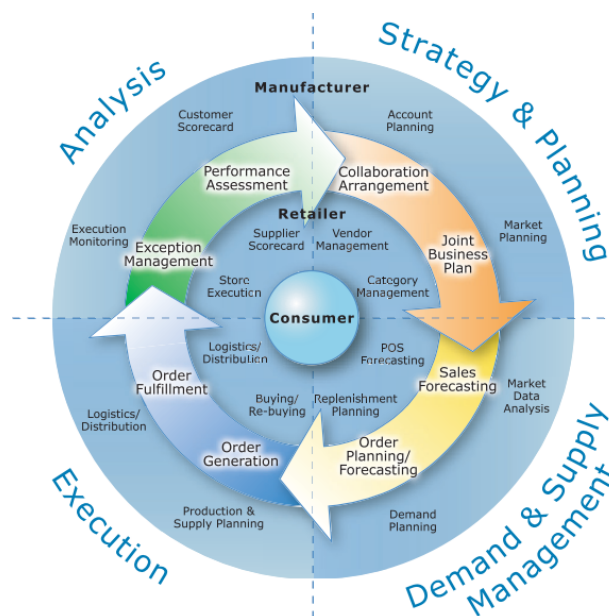 Analysis
Strategy & Planning
Manufacturer
Customer
Scorecard
Account
Planning
Performance
Assessment
Collaboration
Arrangement
Retailer
Execution
Monitoring
Exception
Management
Supplier
Scorecard
Vendor
Management
Joint
Business
Plan
Market
Planning
Store
Execution
Category
Management
Consumer
Logistics/
Distribution
POS
Forecasting
Order
Fulfillment
Sales
Forecasting
Logistics/
Distribution
Buying/
Re-buying
Replenishment
Planning
Market
Data
Analysis
Order
Generation
Order
Planning/
Forecasting
Production &
Supply Planning
Demand
Planning
Execution
Demand & Supply
Management